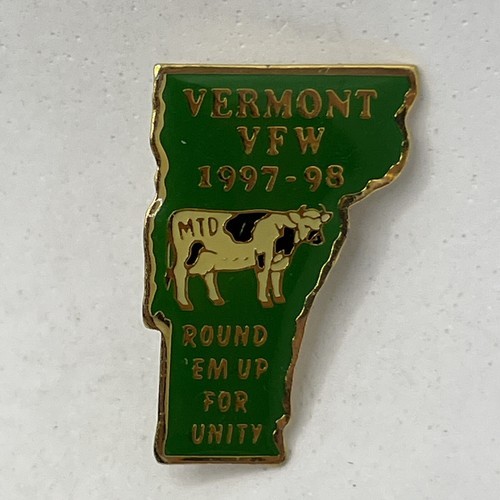 VERMONT
VFW
1997-98
MTD
ROUND
'EM UP
FOR
UNITY